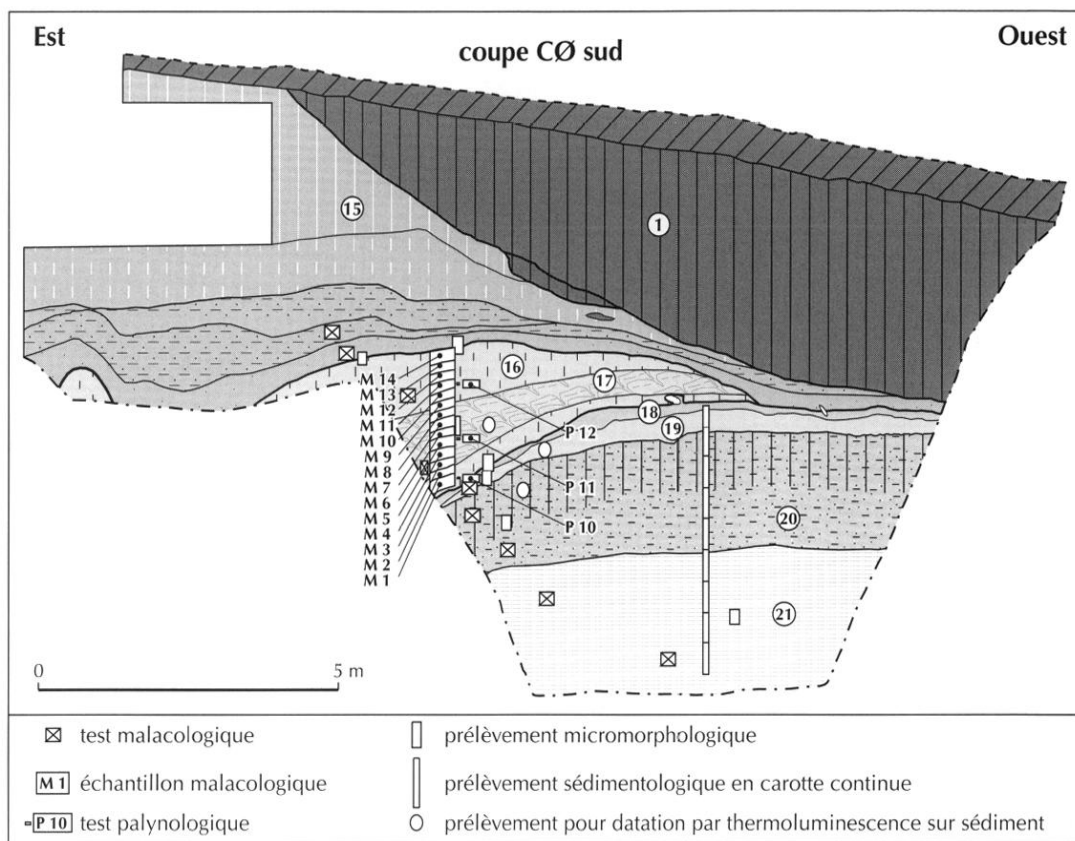 Est
coupe CØ sud
Ouest
15
1
16
17
18
19
20
21
M 14
M 13
M 12
M 11
M 10
M 9
M 8
M 7
M 6
M 5
M 4
M 3
M 2
M 1
P 12
P 11
P 10
0
5 m
test malacologique
M 1 échantillon malacologique
P 10 test palynologique
prélèvement micromorphologique
prélèvement sédimentologique en carotte continue
prélèvement pour datation par thermoluminescence sur sédiment